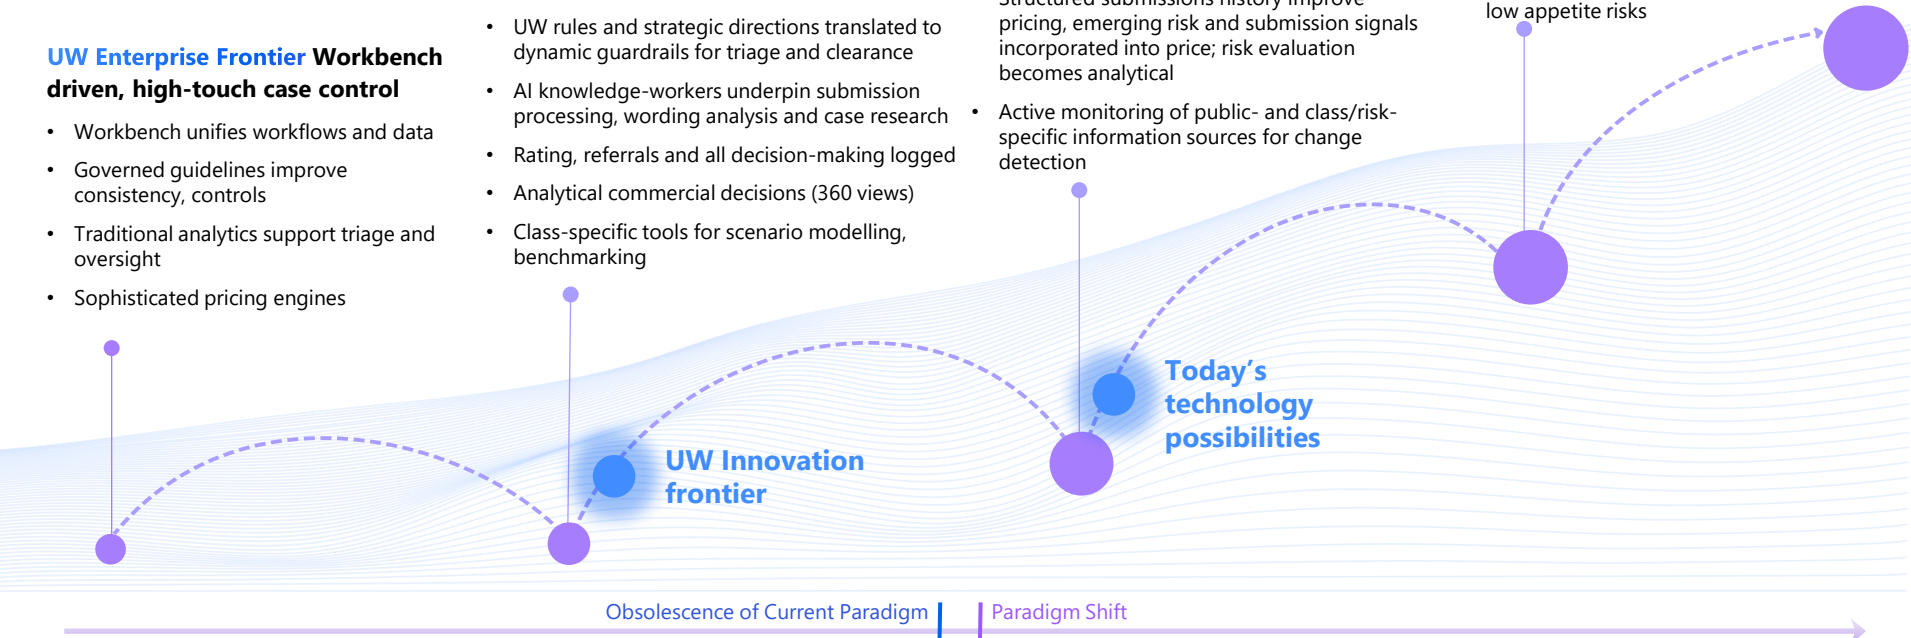 UW Enterprise Frontier Workbench
driven, high-touch case control
• Workbench unifies workflows and data
• Governed guidelines improve
consistency, controls
• Traditional analytics support triage and
oversight
• Sophisticated pricing engines
• UW rules and strategic directions translated to
dynamic guardrails for triage and clearance
• AI knowledge-workers underpin submission
processing, wording analysis and case research
• Rating, referrals and all decision-making logged
• Analytical commercial decisions (360 views)
• Class-specific tools for scenario modelling,
benchmarking
Structured submissions history improve
pricing, emerging risk and submission signals
incorporated into price; risk evaluation
becomes analytical
• Active monitoring of public- and class/risk-
specific information sources for change
detection
low appetite risks
UW Innovation
frontier
Today’s
technology
possibilities
Obsolescence of Current Paradigm
Paradigm Shift